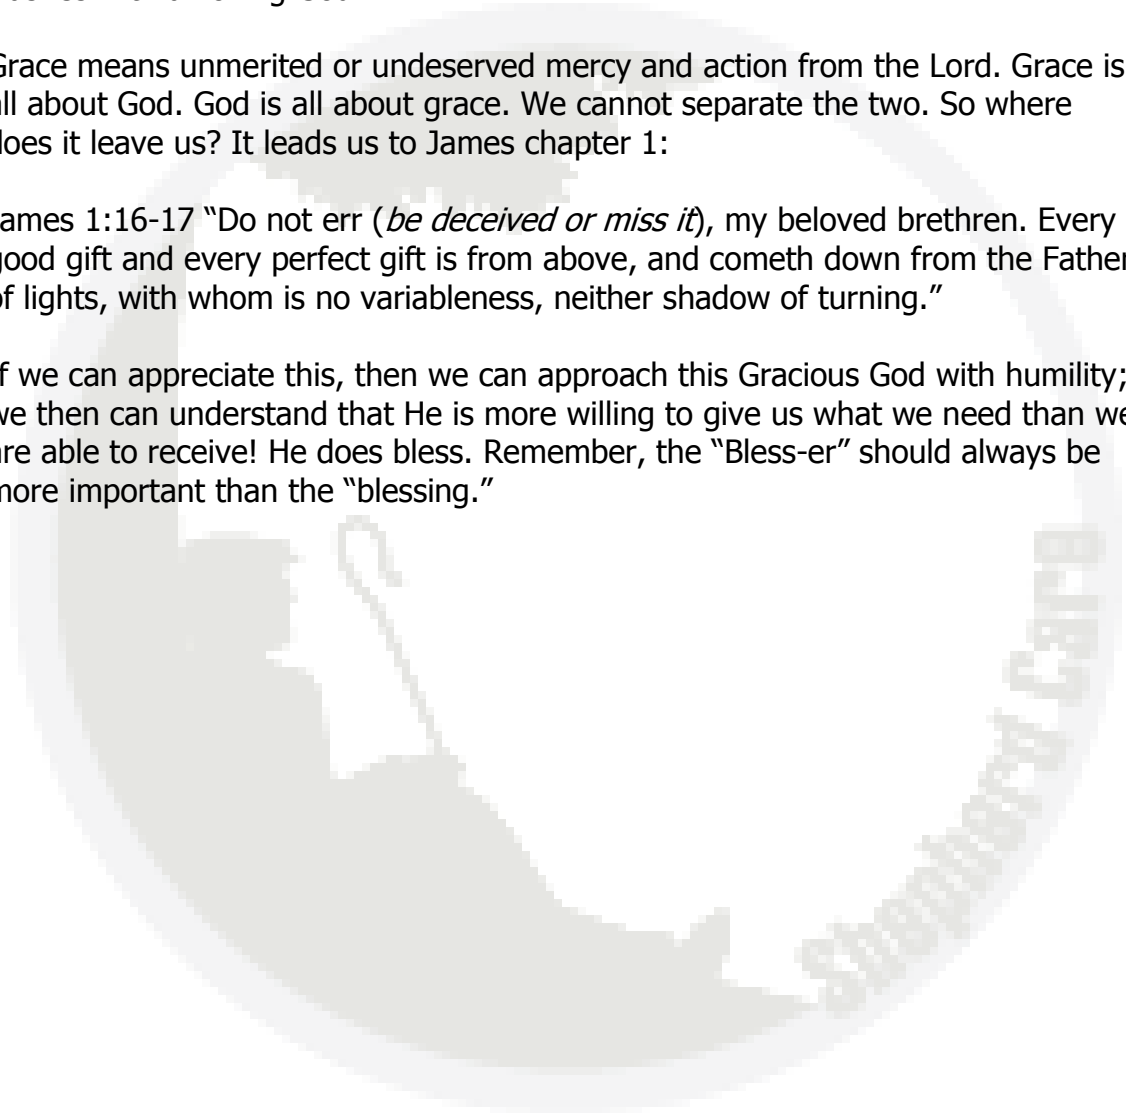 Grace means unmerited or undeserved mercy and action from the Lord. Grace is
all about God. God is all about grace. We cannot separate the two. So where
does it leave us? It leads us to James chapter 1:
James 1:16-17 “Do not err (be deceived or miss it), my beloved brethren. Every
good gift and every perfect gift is from above, and cometh down from the Father
of lights, with whom is no variableness, neither shadow of turning.”
If we can appreciate this, then we can approach this Gracious God with humility;
we then can understand that He is more willing to give us what we need than we
are able to receive! He does bless. Remember, the “Bless-er” should always be
more important than the “blessing.”
Shepherd Care